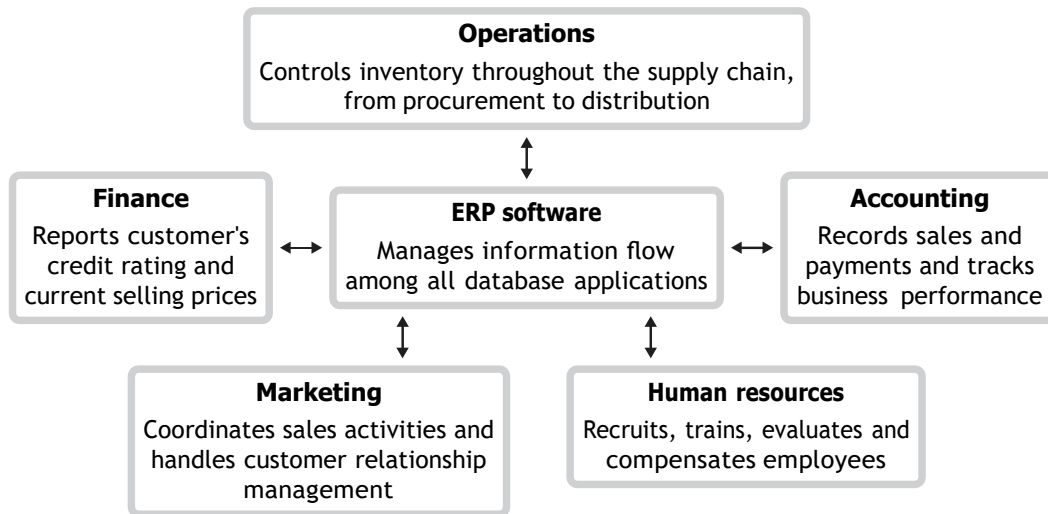 Operations
Controls inventory throughout the supply chain,
from procurement to distribution
Finance
Reports customer's
credit rating and
current selling prices
ERP software
Manages information flow
among all database applications
Accounting
Records sales and
payments and tracks
business performance
Marketing
Coordinates sales activities and
handles customer relationship
management
Human resources
Recruits, trains, evaluates and
compensates employees